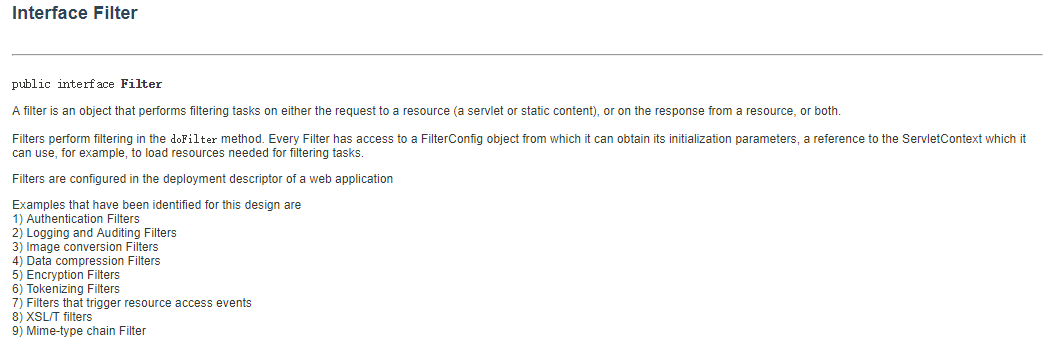 Interface Filter
public interface Filter
A filter is an object that performs filtering tasks on either the request to a resource (a servlet or static content), or on the response from a resource, or both.
Filters perform filtering in the doFilter method. Every Filter has access to a FilterConfig object from which it can obtain its initialization parameters, a reference to the ServletContext which it
can use, for example, to load resources needed for filtering tasks.
Filters are configured in the deployment descriptor of a web application
Examples that have been identified for this design are
1) Authentication Filters
2) Logging and Auditing Filters
3) Image conversion Filters
4) Data compression Filters
5) Encryption Filters
6) Tokenizing Filters
7) Filters that trigger resource access events
8) XSL/T filters
9) Mime-type chain Filter